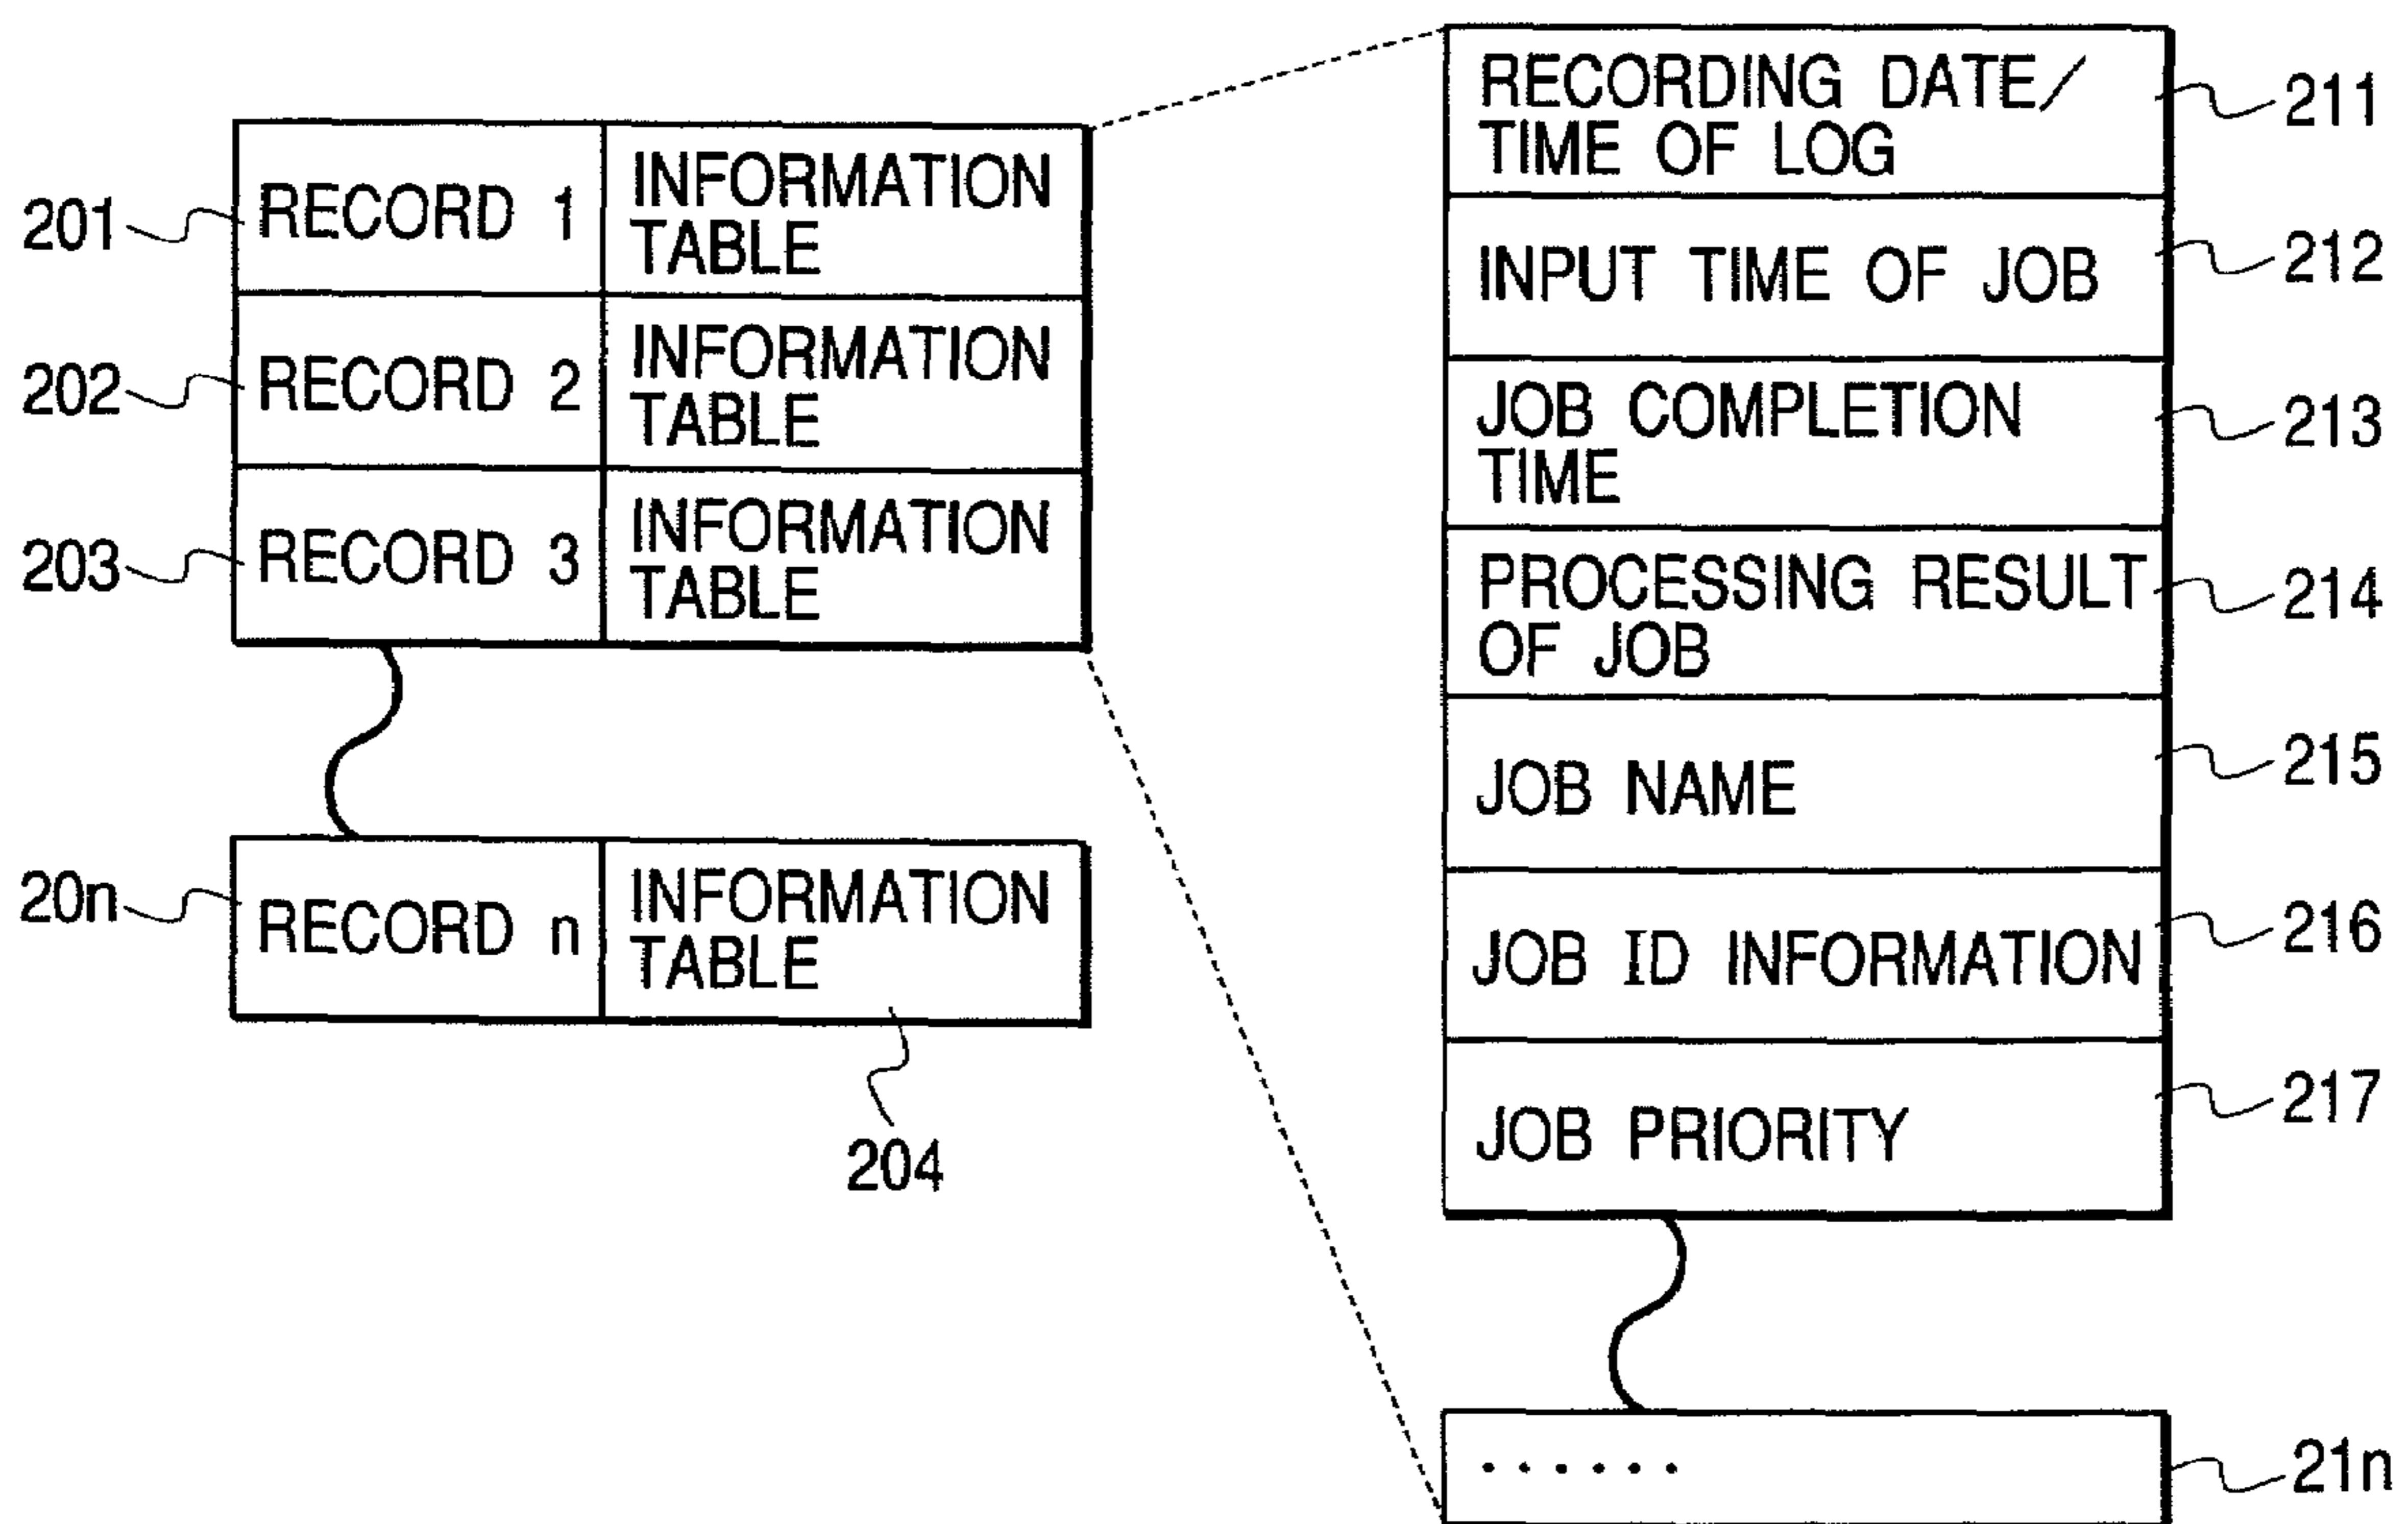 201
RECORD 1
INFORMATION
TABLE
202
RECORD 2
INFORMATION
TABLE
203
RECORD 3
INFORMATION
TABLE
20n
RECORD n
INFORMATION
TABLE
204
RECORDING DATE/
TIME OF LOG
211
INPUT TIME OF JOB
212
JOB COMPLETION
TIME
213
PROCESSING RESULT
OF JOB
214
JOB NAME
215
JOB ID INFORMATION
216
JOB PRIORITY
217
......
21n